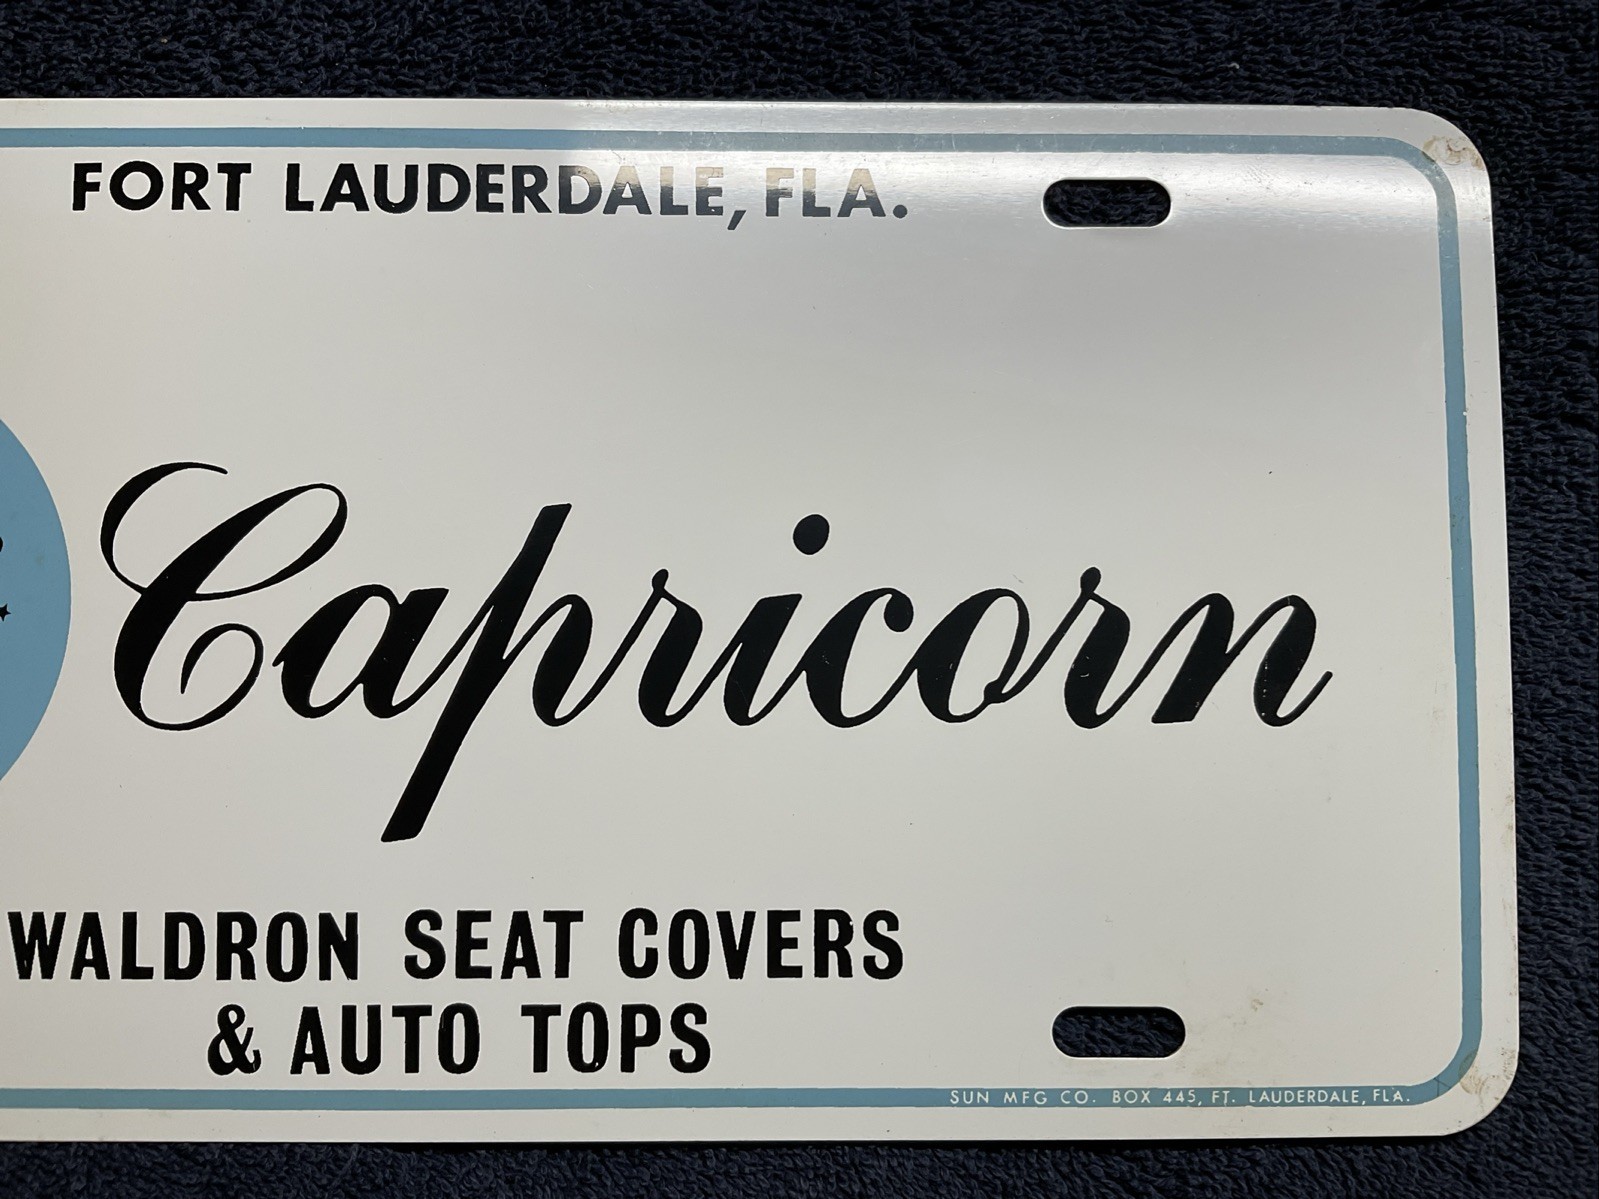 FORT LAUDERDALE, FLA.
Capricorn
WALDRON SEAT COVERS
& AUTO TOPS
SUN MFG CO. BOX 445, FT. LAUDERDALE, FLA.